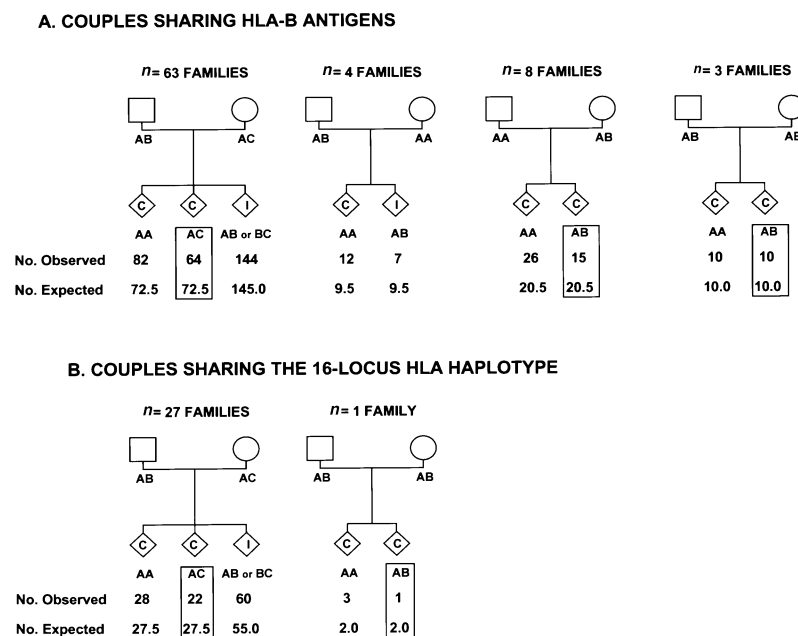 A. COUPLES SHARING HLA-B ANTIGENS
n= 63 FAMILIES n= 4 FAMILIES n= 8 FAMILIES n= 3 FAMILIES
AB AC AB AA AA AB AB AB
C C I C I C C C C
AA AC AB or BC AA AB AA AB AA AB
No. Observed 82 64 144 12 7 26 15 10 10
No. Expected 72.5 72.5 145.0 9.5 9.5 20.5 20.5 10.0 10.0
B. COUPLES SHARING THE 16-LOCUS HLA HAPLOTYPE
n= 27 FAMILIES n= 1 FAMILY
AB AC AB AB
C C I C C
AA AC AB or BC AA AB
No. Observed 28 22 60 3 1
No. Expected 27.5 27.5 55.0 2.0 2.0